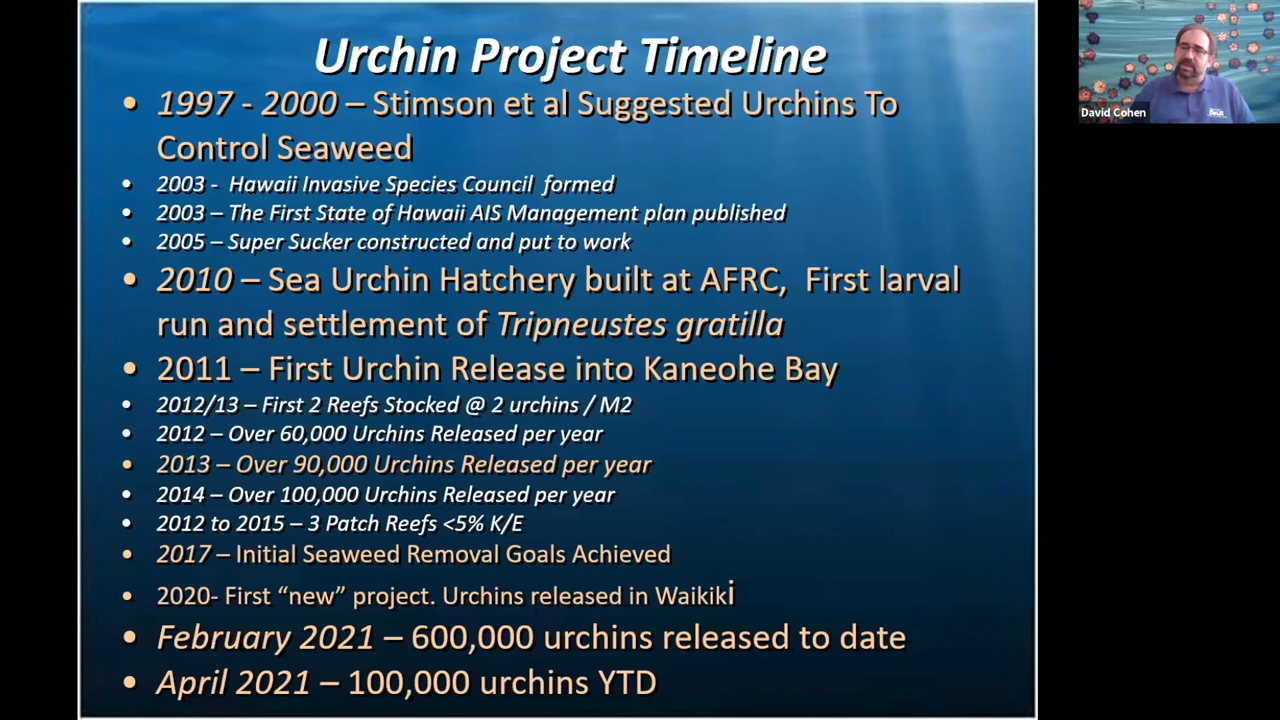 Urchin Project Timeline
• 1997 - 2000 – Stimson et al Suggested Urchins To
Control Seaweed
• 2003 - Hawaii Invasive Species Council formed
• 2003 – The First State of Hawaii AIS Management plan published
• 2005 – Super Sucker constructed and put to work
• 2010 – Sea Urchin Hatchery built at AFRC, First larval
run and settlement of Tripneustes gratilla
• 2011 – First Urchin Release into Kaneohe Bay
• 2012/13 – First 2 Reefs Stocked @ 2 urchins / M2
• 2012 – Over 60,000 Urchins Released per year
• 2013 – Over 90,000 Urchins Released per year
• 2014 – Over 100,000 Urchins Released per year
• 2012 to 2015 – 3 Patch Reefs <5% K/E
• 2017 – Initial Seaweed Removal Goals Achieved
• 2020- First “new” project. Urchins released in Waikiki
• February 2021 – 600,000 urchins released to date
• April 2021 – 100,000 urchins YTD
David Cohen